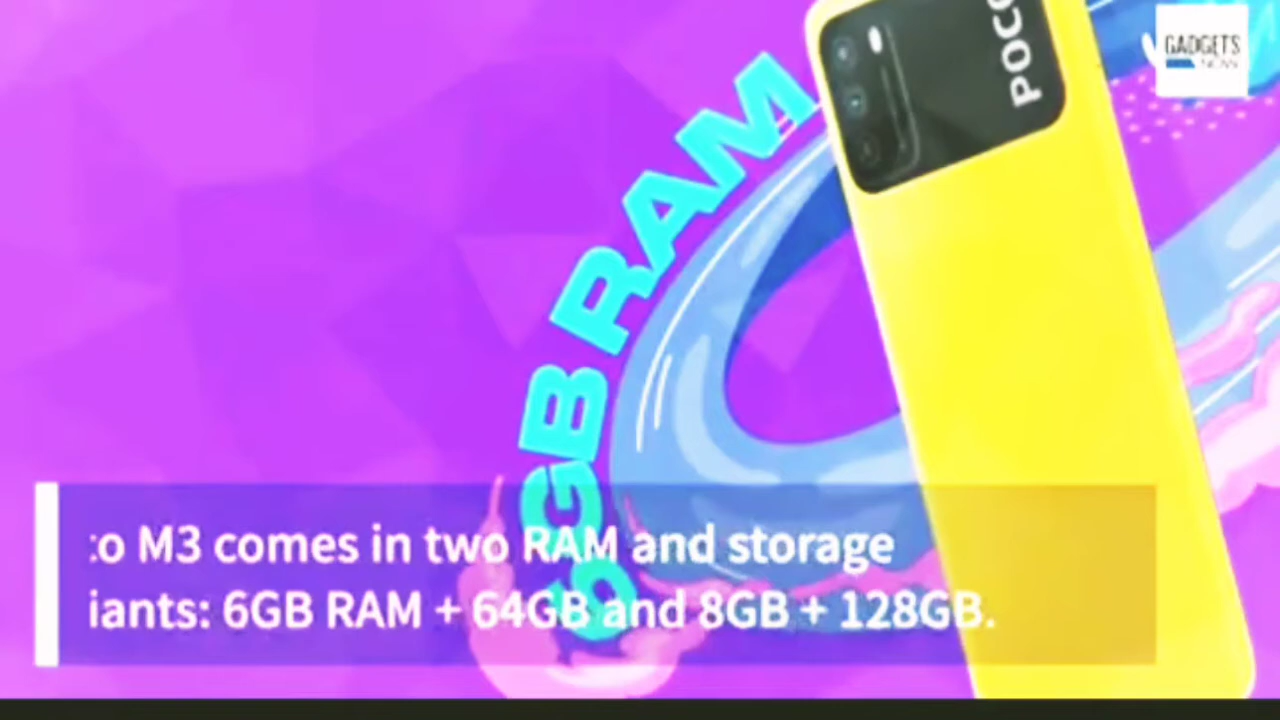 POCO
GADGETS
NOW
6GB RAM
:o M3 comes in two RAM and storage
iants: 6GB RAM + 64GB and 8GB + 128GB.